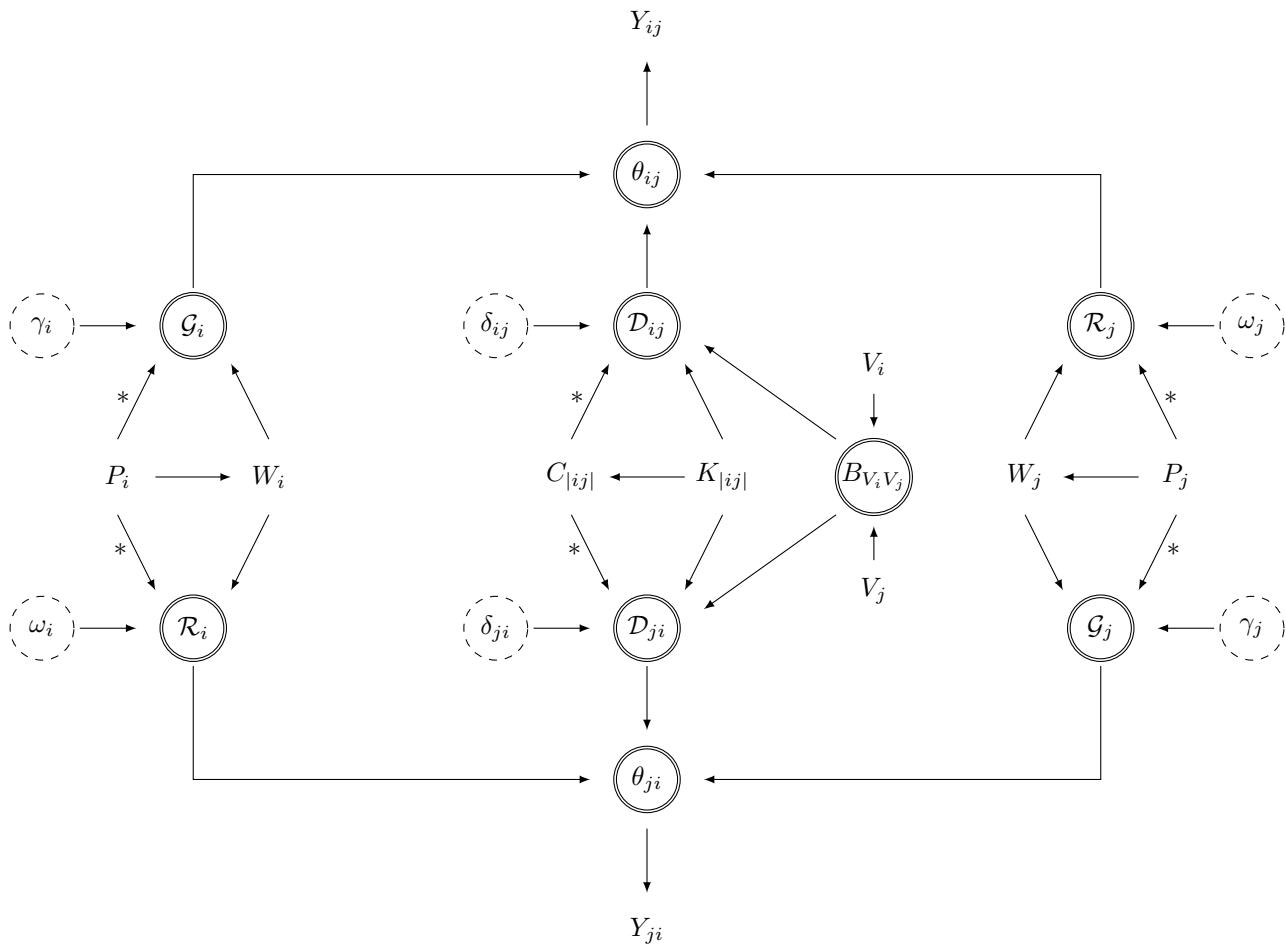 Y_{ij}
θ_{ij}
γ_i 𝒢_i δ_{ij} 𝒟_{ij} ℛ_j ω_j
V_i
* * *
P_i W_i C_{|ij|} K_{|ij|} B_{V_iV_j} W_j P_j
* * *
V_j
ω_i ℛ_i δ_{ji} 𝒟_{ji} 𝒢_j γ_j
θ_{ji}
Y_{ji}